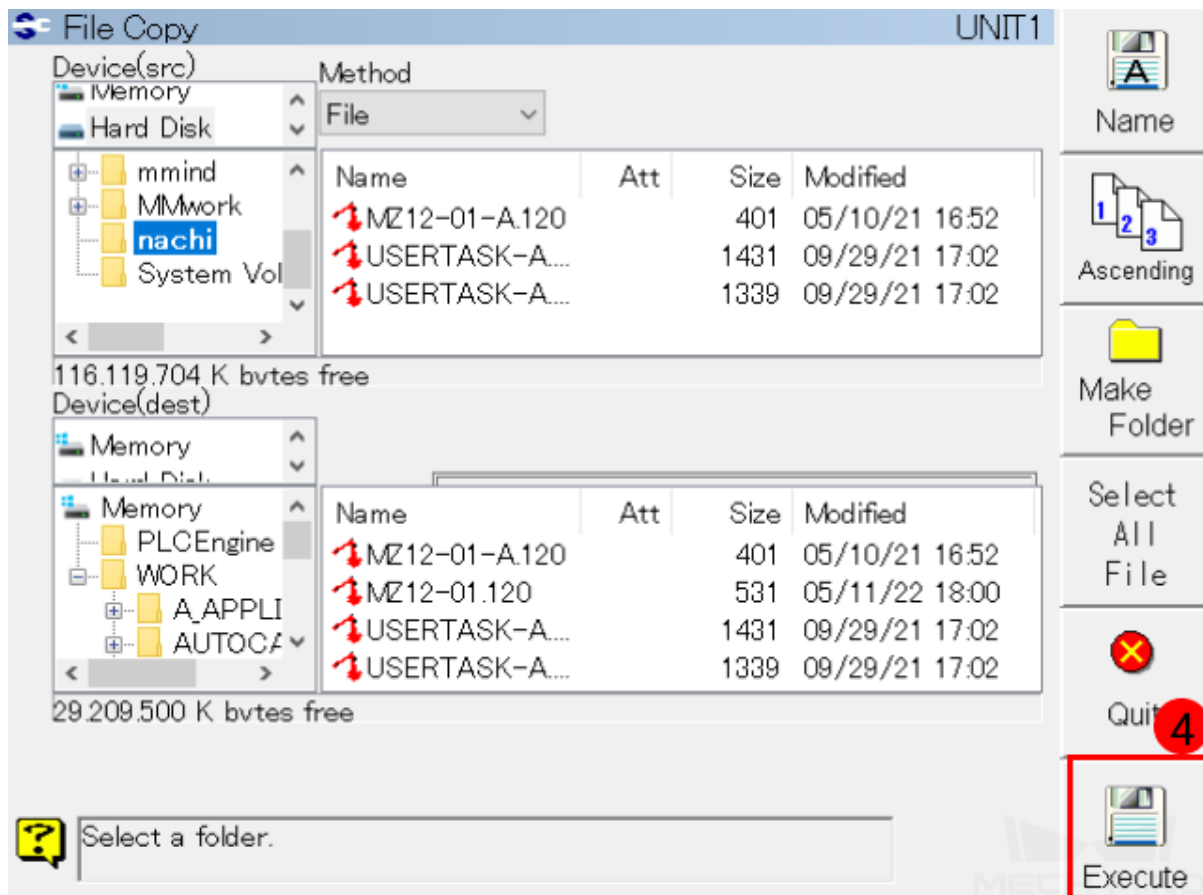 File Copy UNIT1
Device(src)
Method
Memory
Hard Disk
File
mmind
MMwork
nachi
System Vol
Name Att Size Modified
MZ12-01-A.120 401 05/10/21 16:52
USERTASK-A.... 1431 09/29/21 17:02
USERTASK-A.... 1339 09/29/21 17:02
116.119.704 K bytes free
Device(dest)
Memory
Hard Disk
Memory
PLCEngine
WORK
A_APPLI
AUTOCA
Name Att Size Modified
MZ12-01-A.120 401 05/10/21 16:52
MZ12-01.120 531 05/11/22 18:00
USERTASK-A.... 1431 09/29/21 17:02
USERTASK-A.... 1339 09/29/21 17:02
29.209.500 K bytes free
Select a folder.
A
Name
1 2 3
Ascending
Make
Folder
Select
All
File
Quit
4
Execute